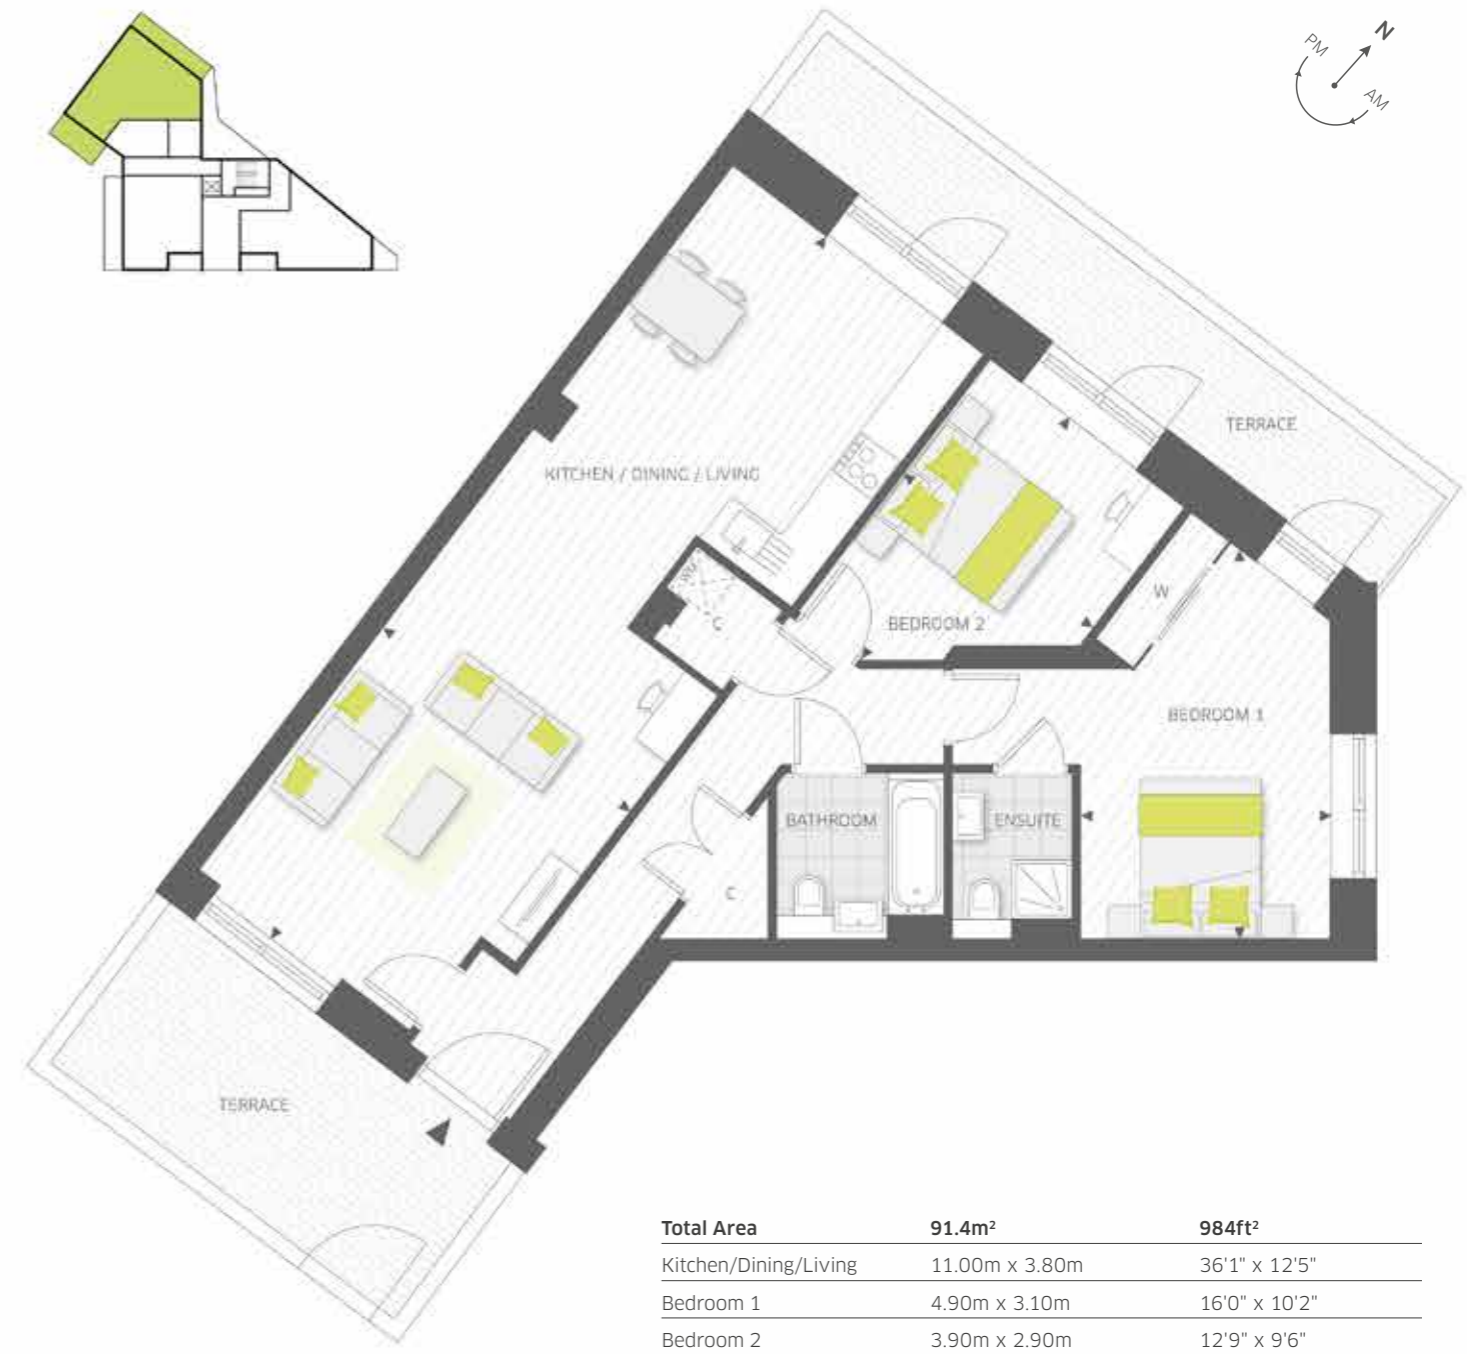 N
PM
AM
TERRACE
KITCHEN / DINING / LIVING
WM
C
BEDROOM 2
W
BEDROOM 1
BATHROOM
ENSUITE
C
TERRACE
Total Area 91.4m² 984ft²
Kitchen/Dining/Living 11.00m x 3.80m 36'1" x 12'5"
Bedroom 1 4.90m x 3.10m 16'0" x 10'2"
Bedroom 2 3.90m x 2.90m 12'9" x 9'6"